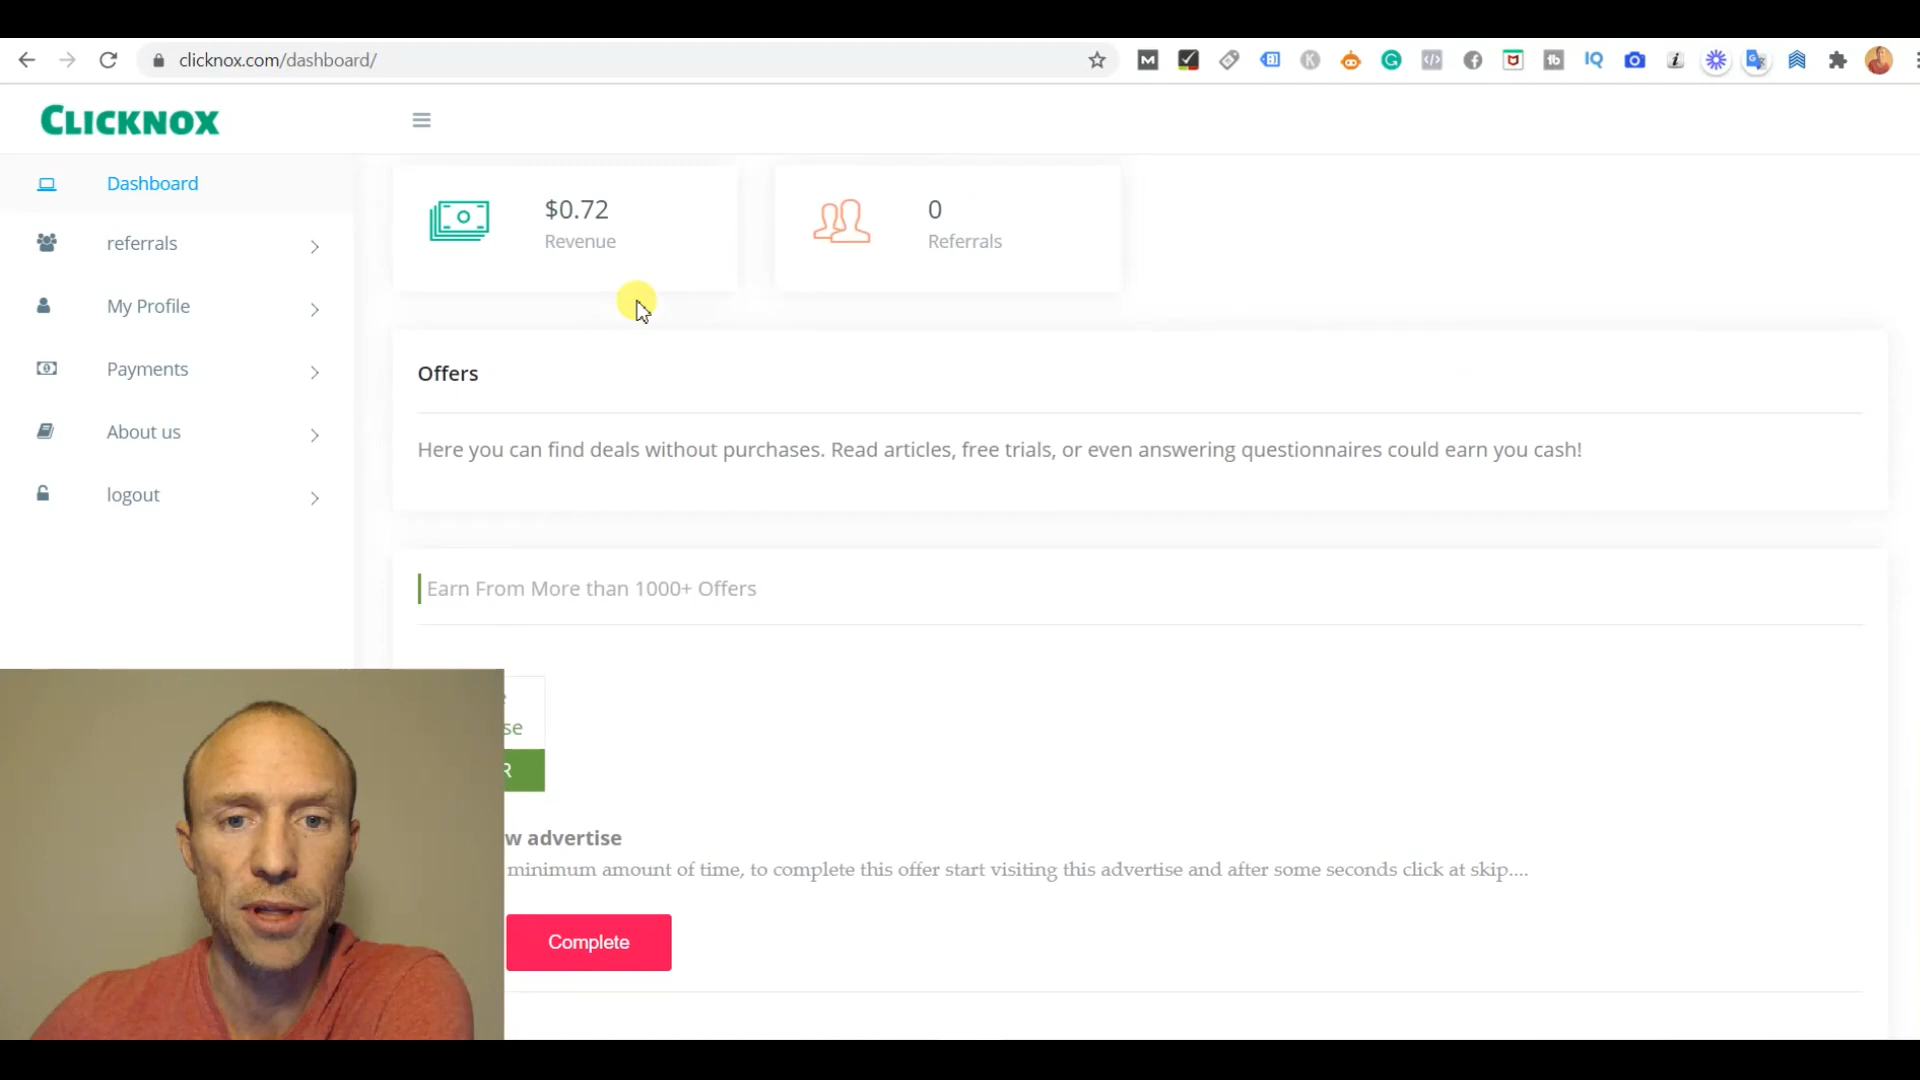 clicknox.com/dashboard/
CLICKNOX
Dashboard
$0.72
Revenue
0
Referrals
referrals
My Profile
Payments
About us
logout
Offers
Here you can find deals without purchases. Read articles, free trials, or even answering questionnaires could earn you cash!
Earn From More than 1000+ Offers
se
R
w advertise
minimum amount of time, to complete this offer start visiting this advertise and after some seconds click at skip....
Complete